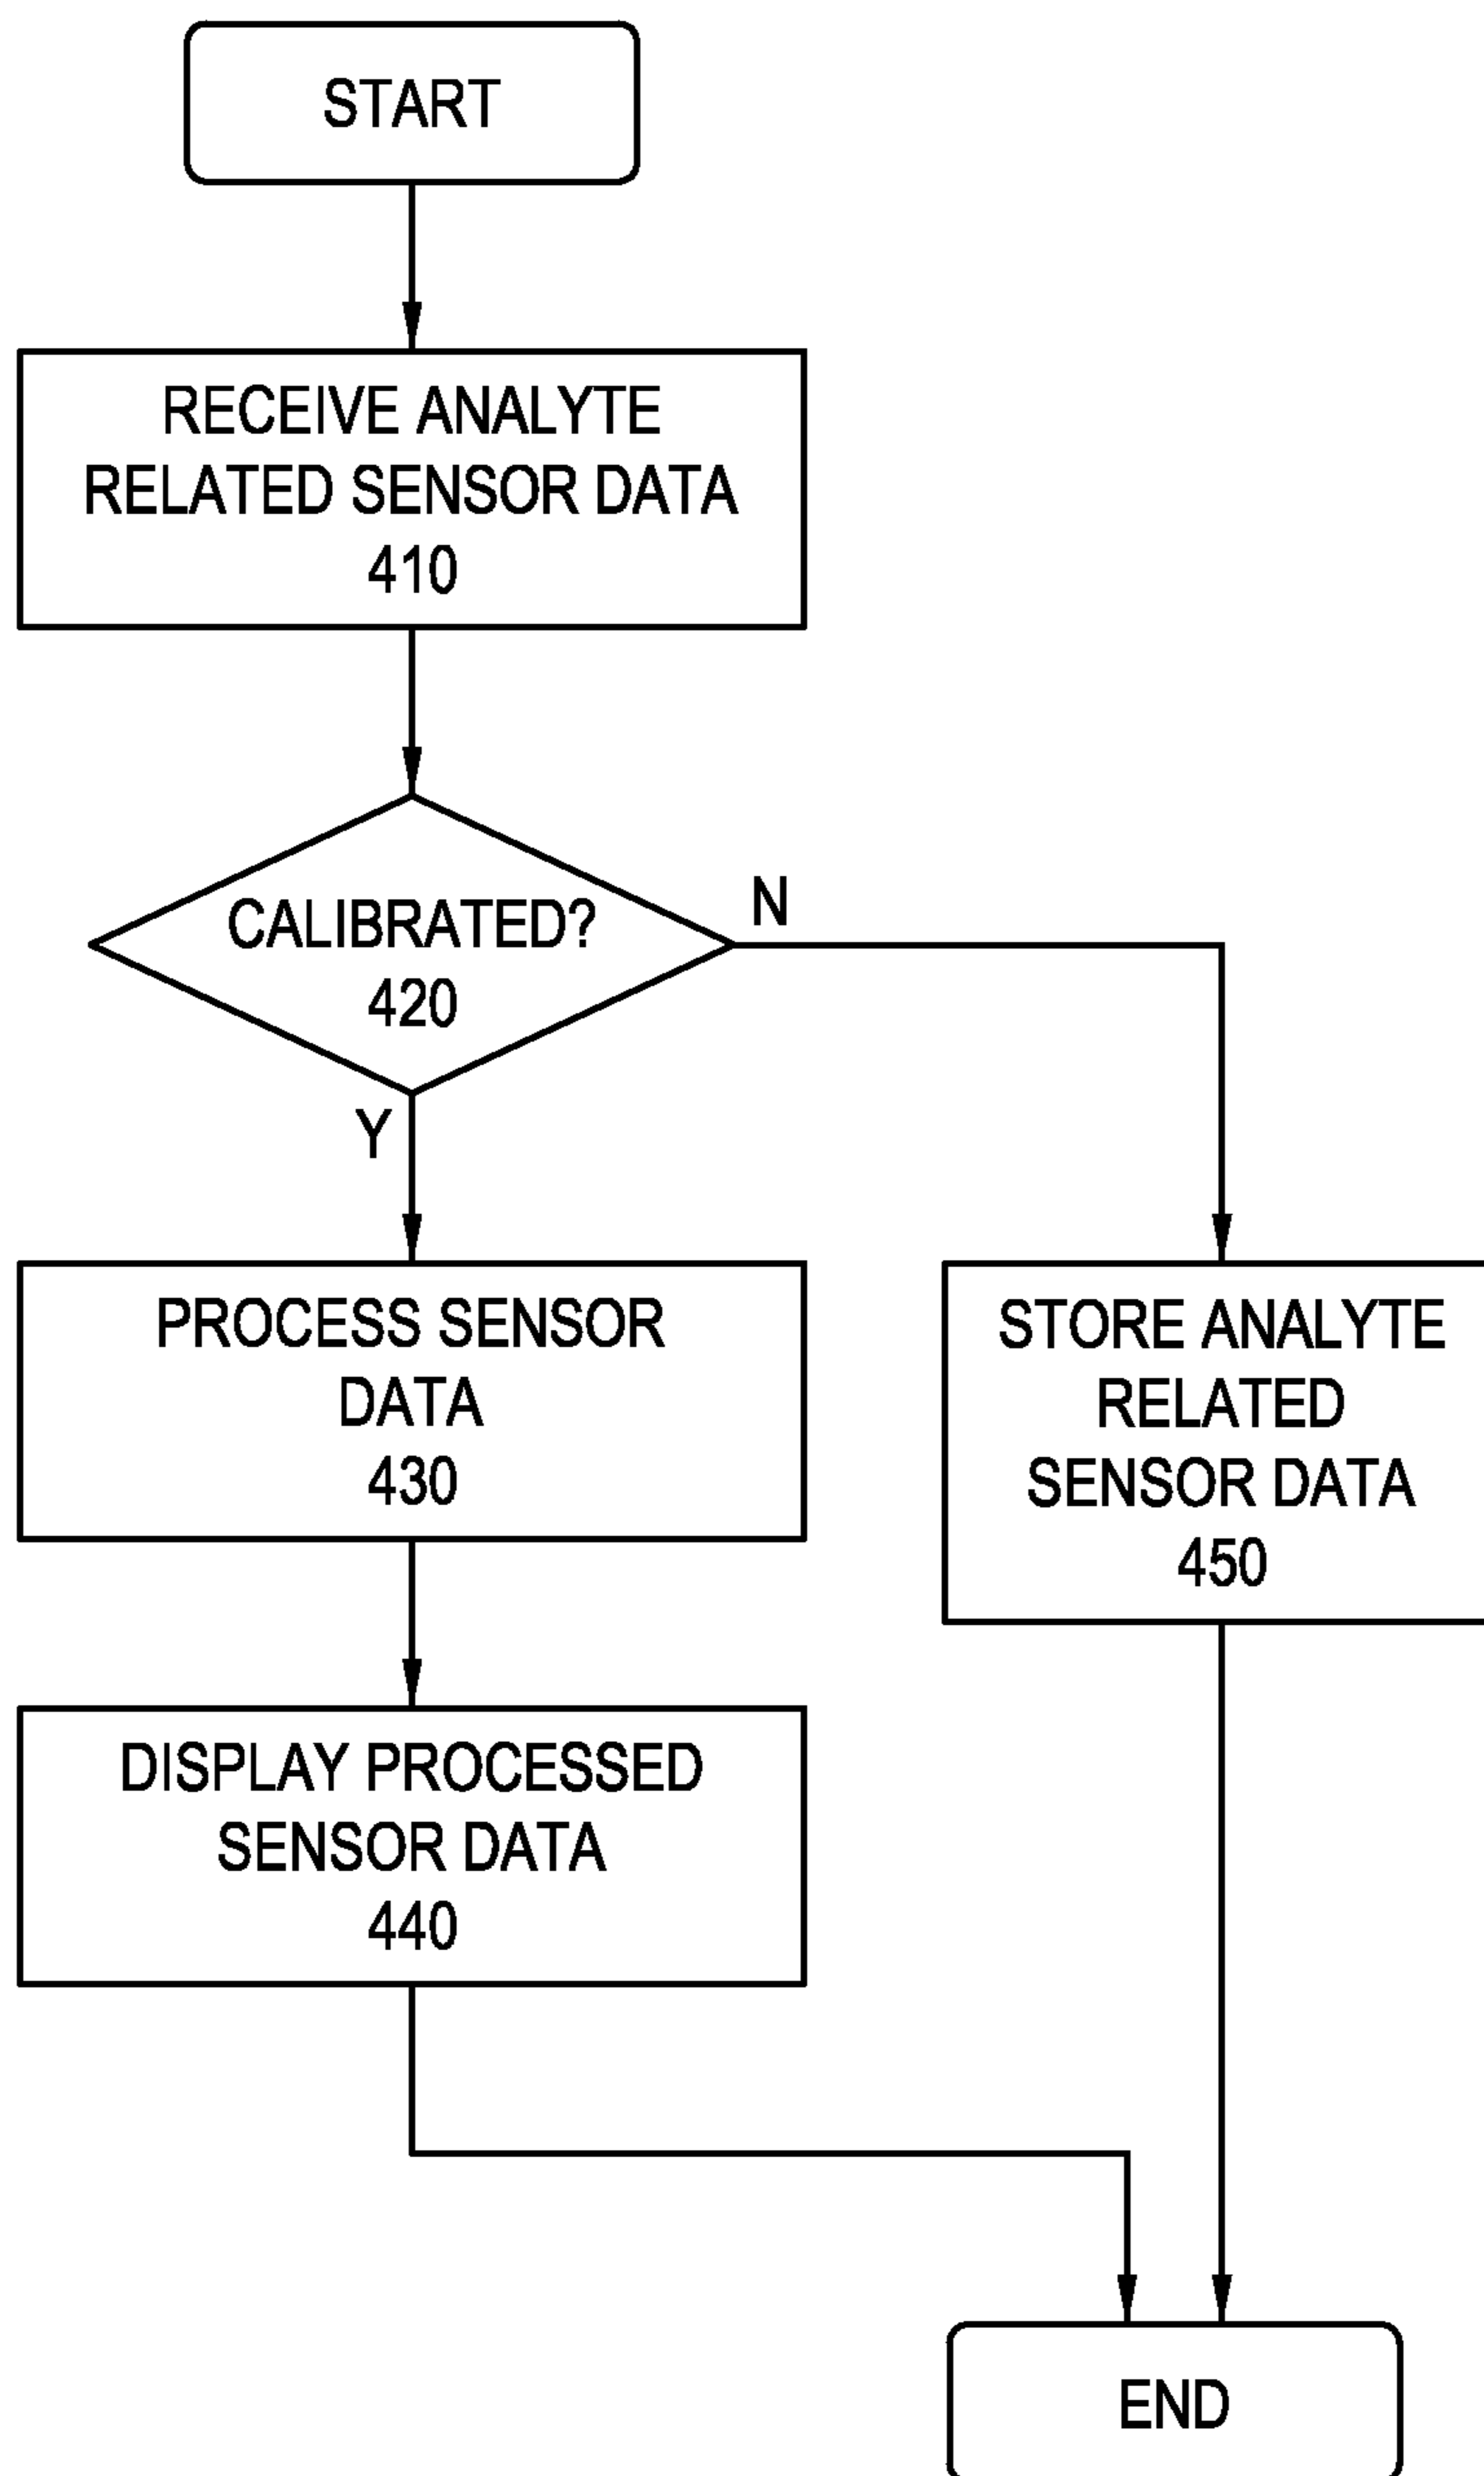 START
RECEIVE ANALYTE
RELATED SENSOR DATA
410
CALIBRATED?
420
N
Y
PROCESS SENSOR
DATA
430
STORE ANALYTE
RELATED
SENSOR DATA
450
DISPLAY PROCESSED
SENSOR DATA
440
END